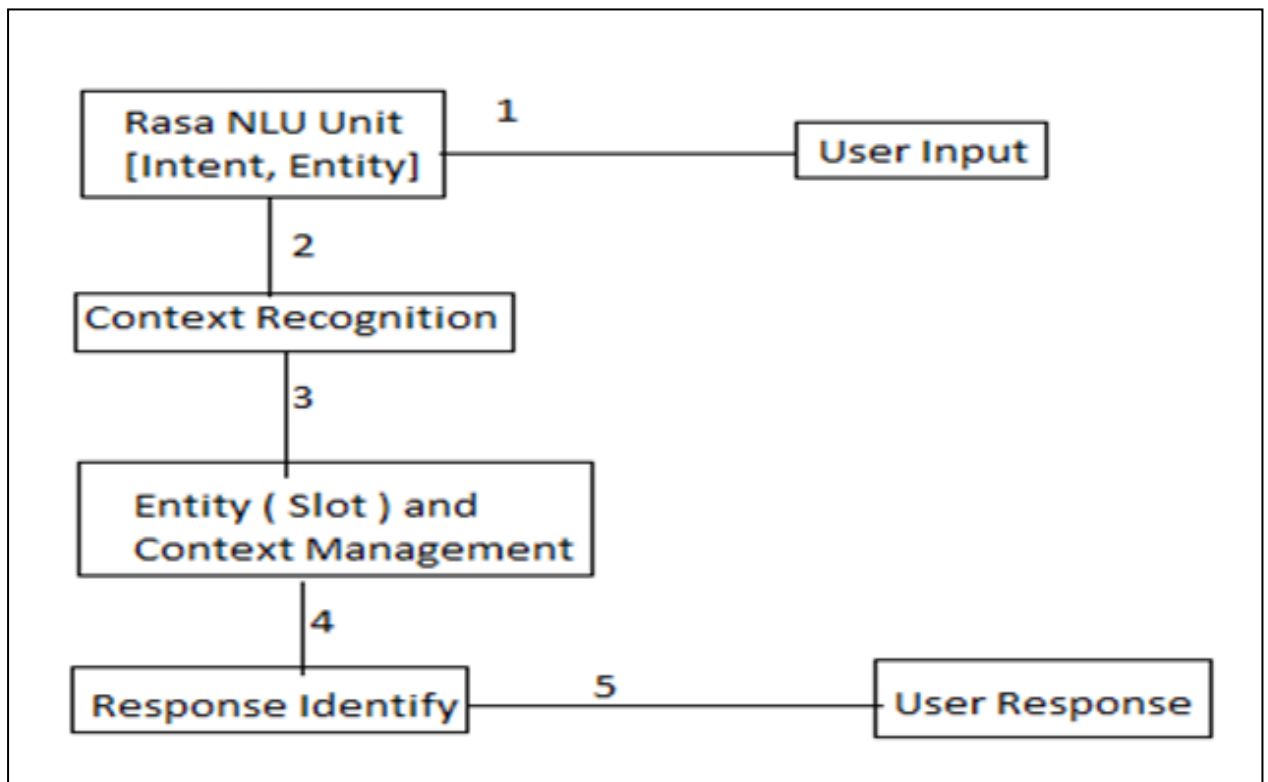 Rasa NLU Unit
[Intent, Entity]
1
User Input
2
Context Recognition
3
Entity ( Slot ) and
Context Management
4
Response Identify
5
User Response